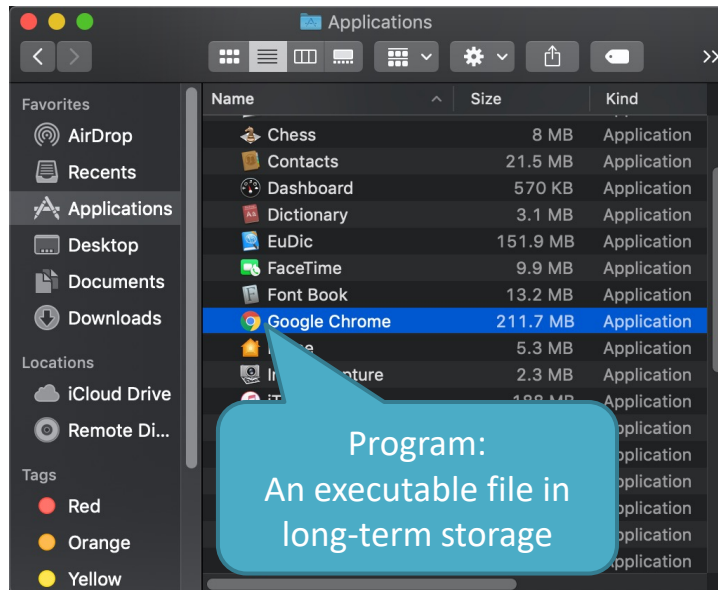 Applications
Favorites
AirDrop
Recents
Applications
Desktop
Documents
Downloads
Locations
iCloud Drive
Remote Di...
Tags
Red
Orange
Yellow
Name Size Kind
Chess 8 MB Application
Contacts 21.5 MB Application
Dashboard 570 KB Application
Dictionary 3.1 MB Application
EuDic 151.9 MB Application
FaceTime 9.9 MB Application
Font Book 13.2 MB Application
Google Chrome 211.7 MB Application
5.3 MB Application
2.3 MB Application
Application
Program:
An executable file in
long-term storage